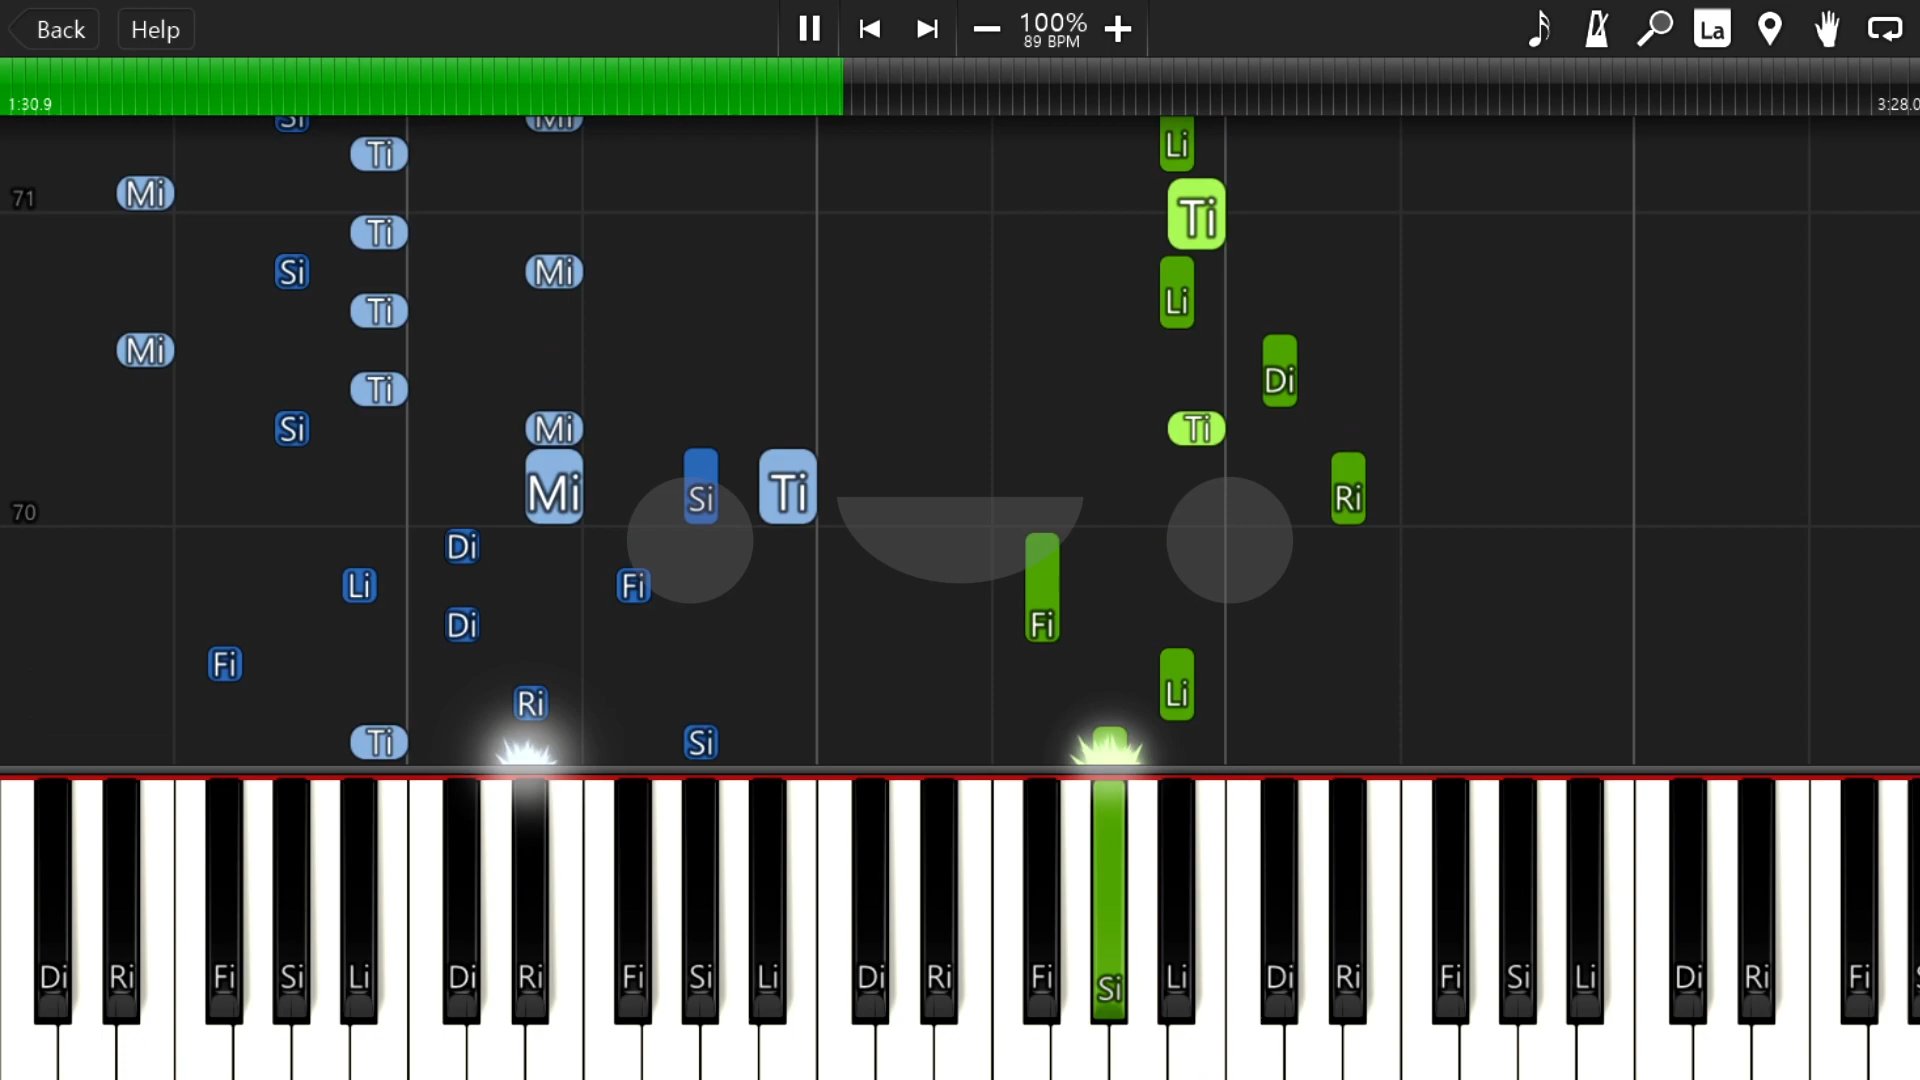 Back Help 100%
89 BPM La
1:30.9 3:28.0
Si Mi Li
Ti
71 Mi Ti
Ti
Si Mi Li
Ti
Mi
Di
Ti
Si Mi Ti
Mi Si Ti Ri
70
Di
Li Fi
Di Fi
Fi
Li
Ri
Ti Si
Di Ri Fi Si Li Di Ri Fi Si Li Di Ri Fi Si Li Di Ri Fi Si Li Di Ri Fi